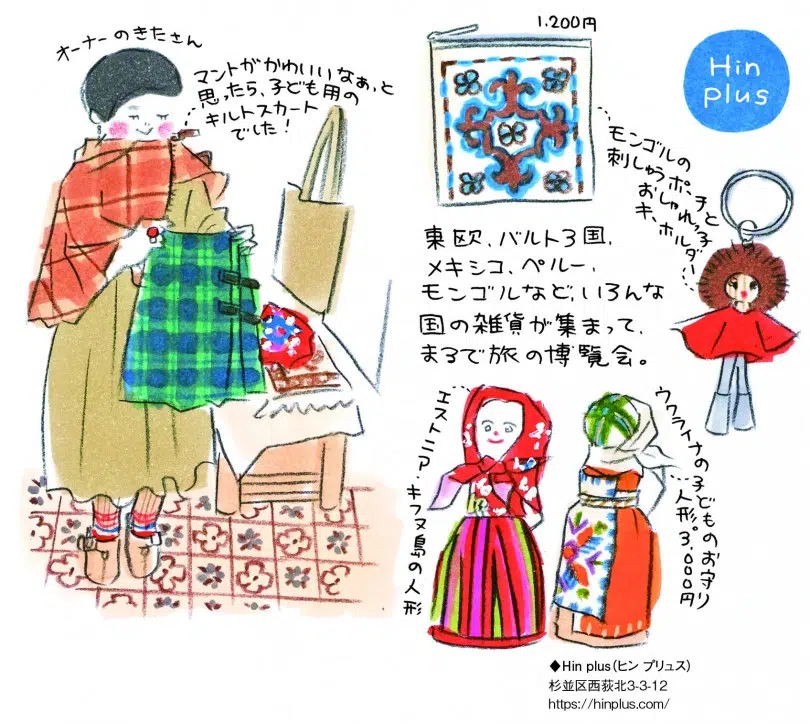 オーナーのきたさん
マントがかわいいなぁ、と
思ったら、子ども用の
キルトスカート
でした！
1,200円
Hin
plus
モンゴルの
刺しゅうポーチと
おしゃれっ子
キーホルダー
東欧、バルト3国、
メキシコ、ペルー、
モンゴルなど、いろんな
国の雑貨が集まって、
まるで旅の博覧会。
エストニア・キフヌ島の人形
ウクライナの子どものお守り
人形。3,000円
◆Hin plus（ヒン プリュス）
杉並区西荻北3-3-12
https://hinplus.com/